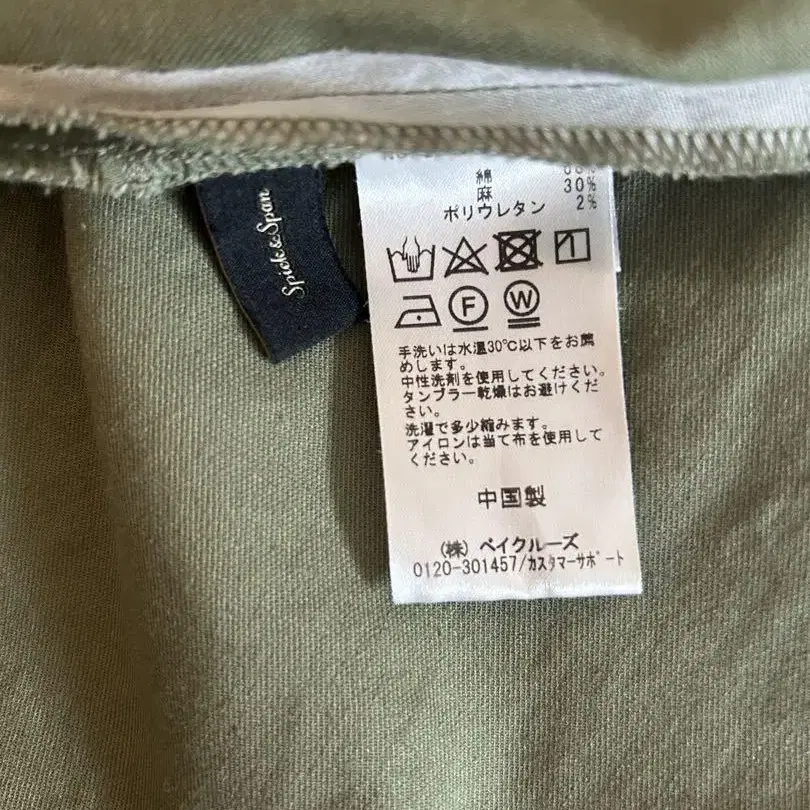 Spick&Span
綿
麻 30%
ポリウレタン 2%
F
W
手洗いは水温30℃以下をお薦
めします。
中性洗剤を使用してください。
タンブラー乾燥はお避けくだ
さい。
洗濯で多少縮みます。
アイロンは当て布を使用して
ください。
中国製
(株) ベイクルーズ
0120-301457/カスタマーサポート